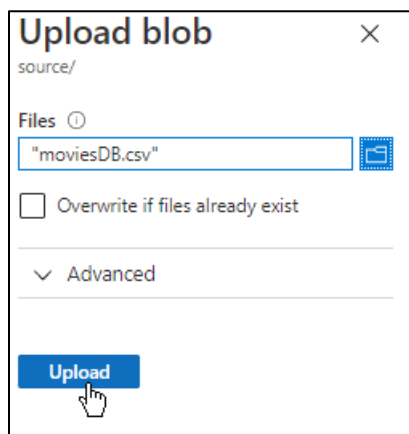 Upload blob
source/
Files
"moviesDB.csv"
Overwrite if files already exist
Advanced
Upload